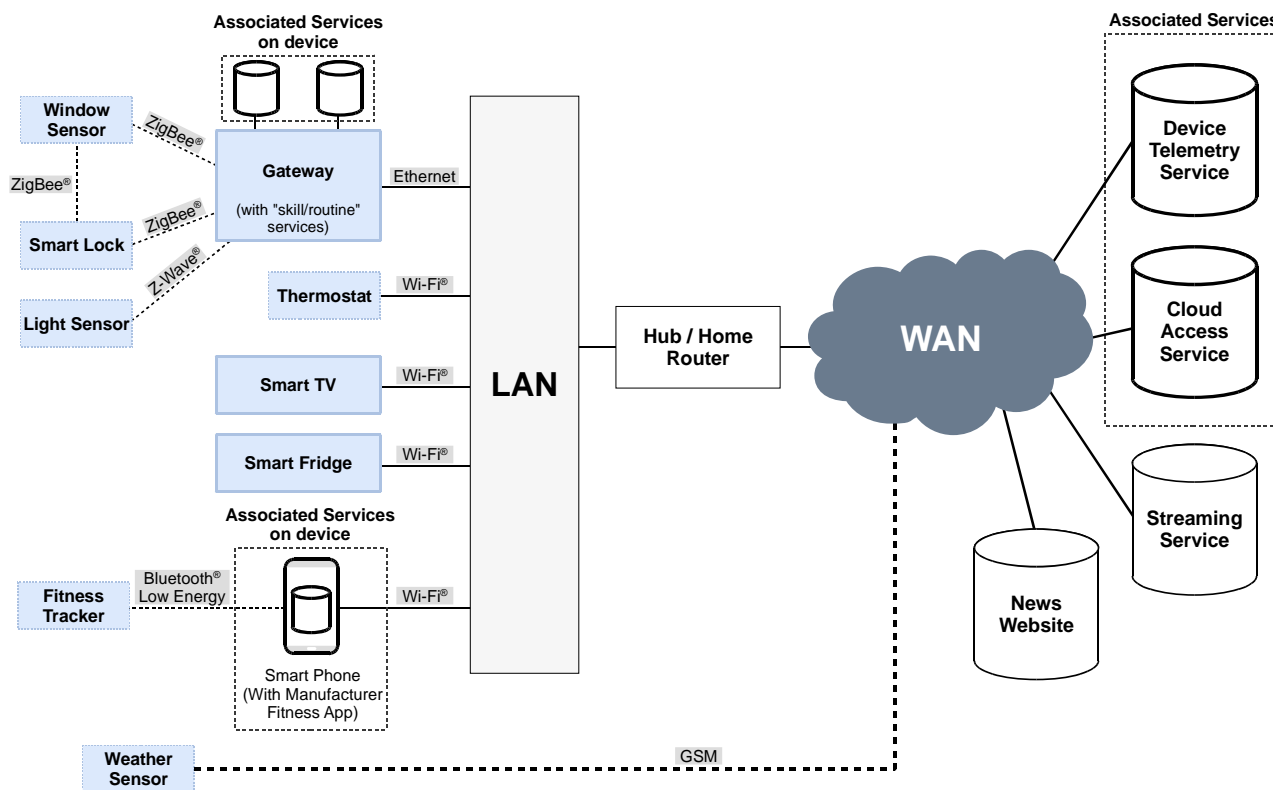 Associated Services
on device
Associated Services
Window
Sensor
ZigBee®
ZigBee®
Gateway
(with "skill/routine"
services)
Ethernet
Device
Telemetry
Service
ZigBee®
Smart Lock
Z-Wave®
Light Sensor
Thermostat
Wi-Fi®
Hub / Home
Router
WAN
Cloud
Access
Service
Smart TV
Wi-Fi®
LAN
Smart Fridge
Wi-Fi®
Associated Services
on device
Streaming
Service
Fitness
Tracker
Bluetooth®
Low Energy
Wi-Fi®
News
Website
Smart Phone
(With Manufacturer
Fitness App)
Weather
Sensor
GSM